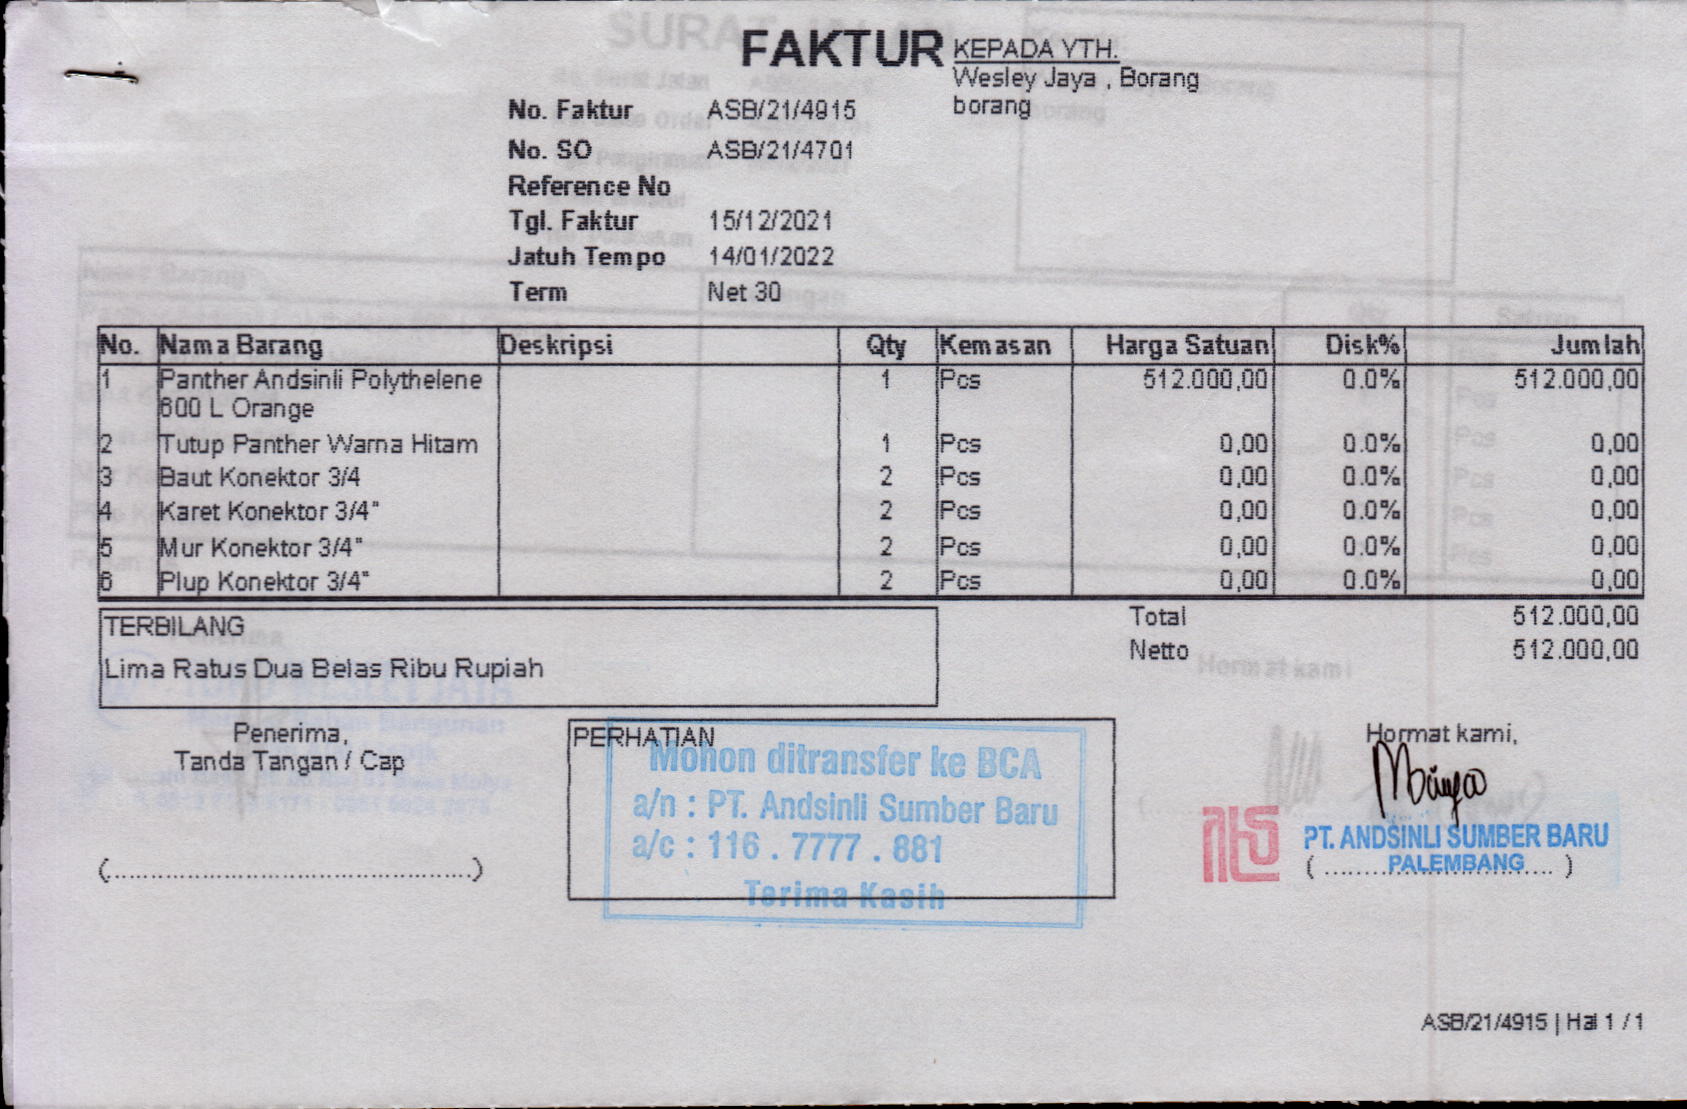 FAKTUR
KEPADA YTH.
Wesley Jaya , Borang
borang
No. Faktur ASB/21/4915
No. SO ASB/21/4701
Reference No
Tgl. Faktur 15/12/2021
Jatuh Tempo 14/01/2022
Term Net 30
No. Nama Barang Deskripsi Qty Kemasan Harga Satuan Disk% Jumlah
1 Panther Andsinli Polythelene 1 Pcs 512.000,00 0.0% 512.000,00
600 L Orange
2 Tutup Panther Warna Hitam 1 Pcs 0,00 0.0% 0,00
3 Baut Konektor 3/4 2 Pcs 0,00 0.0% 0,00
4 Karet Konektor 3/4" 2 Pcs 0,00 0.0% 0,00
5 Mur Konektor 3/4" 2 Pcs 0,00 0.0% 0,00
6 Plup Konektor 3/4" 2 Pcs 0,00 0.0% 0,00
TERBILANG
Lima Ratus Dua Belas Ribu Rupiah
Total 512.000,00
Netto 512.000,00
Penerima,
Tanda Tangan / Cap
(..............................................)
PERHATIAN
Mohon ditransfer ke BCA
a/n : PT. Andsinli Sumber Baru
a/c : 116 . 7777 . 881
Terima Kasih
Hormat kami,
PT. ANDSINLI SUMBER BARU
PALEMBANG
( ............................. )
ASB/21/4915 | Hal 1 / 1